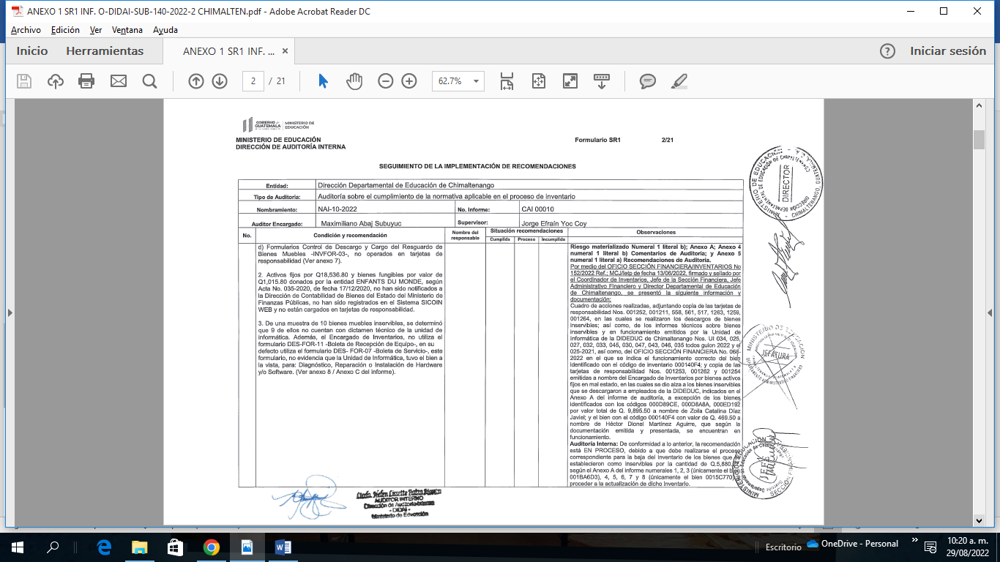 ANEXO 1 SR1 INF. O-DIDAI-SUB-140-2022-2 CHIMALTEN.pdf - Adobe Acrobat Reader DC
Archivo Edición Ver Ventana Ayuda
Inicio Herramientas ANEXO 1 SR1 INF. ... × Iniciar sesión
2 / 21 62.7%
GOBIERNO de GUATEMALA MINISTERIO DE EDUCACIÓN
MINISTERIO DE EDUCACIÓN Formulario SR1 2/21
DIRECCIÓN DE AUDITORÍA INTERNA
SEGUIMIENTO DE LA IMPLEMENTACIÓN DE RECOMENDACIONES
Entidad: Dirección Departamental de Educación de Chimaltenango
Tipo de Auditoria: Auditoría sobre el cumplimiento de la normativa aplicable en el proceso de inventario
Nombramiento: NAI-10-2022 No. Informe: CAI 00010
Auditor Encargado: Maximiliano Abaj Subuyuc Supervisor: Jorge Efraín Yoc Coy
No. Condición y recomendación Nombre del responsable Situación recomendaciones Observaciones
Cumplida Proceso Incumplida
d) Formularios Control de Descargo y Cargo del Resguardo de
Bienes Muebles -INVFOR-03-, no operados en tarjetas de
responsabilidad (Ver anexo 7).
2. Activos fijos por Q18,536.80 y bienes fungibles por valor de
Q1,015.80 donados por la entidad ENFANTS DU MONDE, según
Acta No. 035-2020, de fecha 17/12/2020, no han sido notificados a
la Dirección de Contabilidad de Bienes del Estado del Ministerio de
Finanzas Públicas, no han sido registrados en el Sistema SICOIN
WEB y no están cargados en tarjetas de responsabilidad.
3. De una muestra de 10 bienes muebles inservibles, se determinó
que 9 de ellos no cuentan con dictamen técnico de la unidad de
informática. Además, el Encargado de Inventarios, no utiliza el
formulario DES-FOR-11 -Boleta de Recepción de Equipo-, en su
defecto utiliza el formulario DES- FOR-07 -Boleta de Servicio-, este
formulario, no evidencia que la Unidad de Informática, tuvo el bien a
la vista, para: Diagnóstico, Reparación o Instalación de Hardware
y/o Software. (Ver anexo 8 / Anexo C del informe).
Riesgo materializado Numeral 1 literal b); Anexo A; Anexo 4
numeral 1 literal b) Comentarios de Auditoría; y Anexo 5
numeral 1 literal a) Recomendaciones de Auditoría.
Por medio del OFICIO SECCIÓN FINANCIERA/INVENTARIOS No
152/2022 Ref.; MCJ/ietp de fecha 13/06/2022, firmado y sellado por
el Coordinador de Inventarios, Jefe de la Sección Financiera, Jefe
Administrativo Financiero y Director Departamental de Educación
de Chimaltenango, se presentó la siguiente información y
documentación:
Cuadro de acciones realizadas, adjuntando copia de las tarjetas de
responsabilidad Nos. 001252, 001211, 558, 561, 517, 1263, 1259,
001264, en las cuales se realizaron los descargos de bienes
inservibles; así como, de los informes técnicos sobre bienes
inservibles y en funcionamiento emitidos por la Unidad de
Informática de la DIDEDUC de Chimaltenango Nos. UI 034, 025,
027, 032, 033, 045, 030, 047, 043, 046, 035 todos guion 2022 y el
025-2021, así como, del OFICIO SECCIÓN FINANCIERA No. 068-
2022 en el que se indica el funcionamiento correcto del bien
identificado con el código de inventario 000140F4; y copia de las
tarjetas de responsabilidad Nos. 001253, 001262 y 001254
emitidas a nombre del Encargado de Inventarios por bienes activos
fijos en mal estado, en las cuales se dio alza a los bienes inservibles
que se descargaron a empleados de la DIDEDUC, indicados en el
Anexo A del informe de auditoría, a excepción de los bienes
identificados con los códigos 000D89CE, 000D8A8A, 000ED192
por valor total de Q. 9,895.50 a nombre de Zoila Catalina Díaz
Javiel; y el bien con el código 000140F4 con valor de Q. 469.50 a
nombre de Héctor Dionel Martínez Aguirre, que según la
documentación emitida y presentada, se encuentran en
funcionamiento.
Auditoría Interna: De conformidad a lo anterior, la recomendación
está EN PROCESO, debido a que debe realizarse el proceso
correspondiente para la baja del inventario de los bienes que
establecieron como inservibles por la cantidad de Q.5,880.
según el Anexo A del informe numerales 1, 2, 3 (únicamente el bien
001BA6D3), 4, 5, 6, 7 y 8 (únicamente el bien 0015C770)
proceder a la actualización de dicho inventario.
DIRECTOR
JEFATURA
JEFE
AUDITOR INTERNO
Dirección de Auditoría Interna
- DIDAI -
Ministerio de Educación
Escritorio OneDrive - Personal 10:20 a. m.
29/08/2022